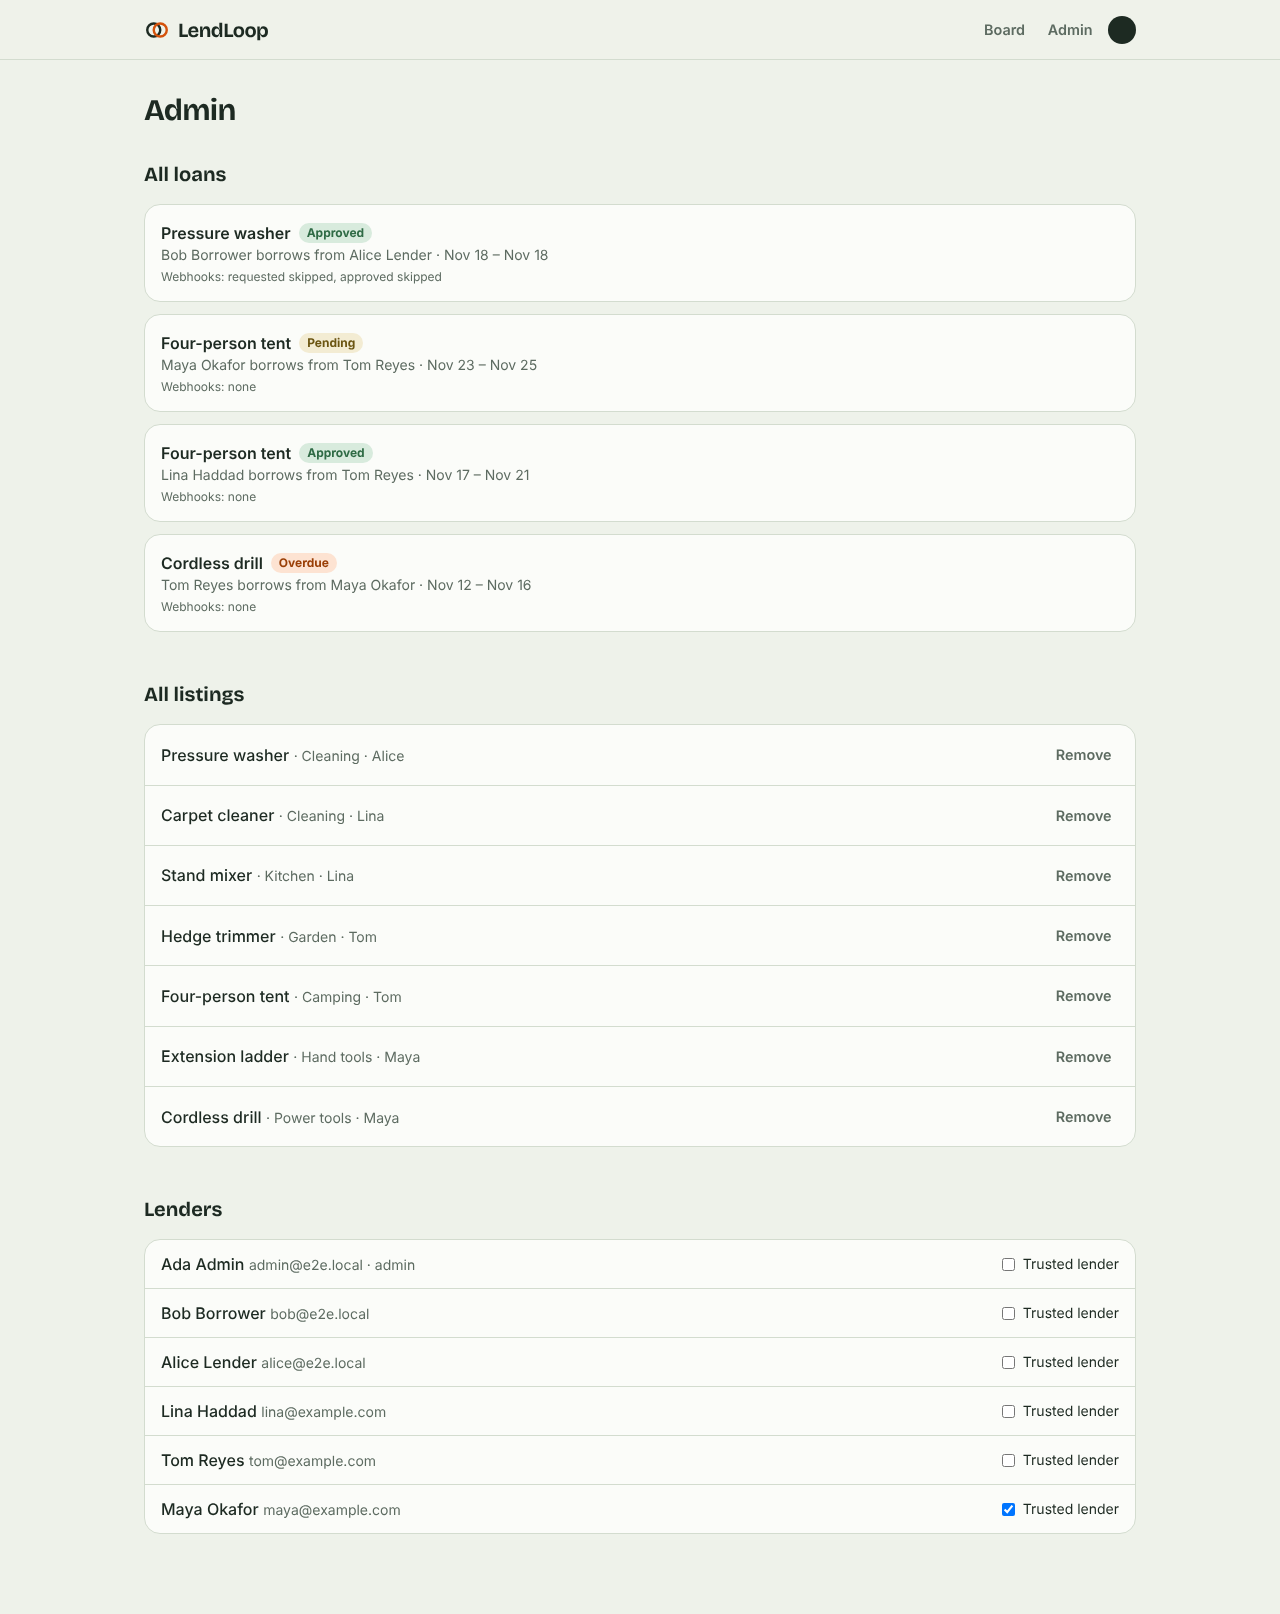 LendLoop
Board
Admin
Admin
All loans
Pressure washer Approved
Bob Borrower borrows from Alice Lender · Nov 18 – Nov 18
Webhooks: requested skipped, approved skipped
Four-person tent Pending
Maya Okafor borrows from Tom Reyes · Nov 23 – Nov 25
Webhooks: none
Four-person tent Approved
Lina Haddad borrows from Tom Reyes · Nov 17 – Nov 21
Webhooks: none
Cordless drill Overdue
Tom Reyes borrows from Maya Okafor · Nov 12 – Nov 16
Webhooks: none
All listings
Pressure washer · Cleaning · Alice Remove
Carpet cleaner · Cleaning · Lina Remove
Stand mixer · Kitchen · Lina Remove
Hedge trimmer · Garden · Tom Remove
Four-person tent · Camping · Tom Remove
Extension ladder · Hand tools · Maya Remove
Cordless drill · Power tools · Maya Remove
Lenders
Ada Admin admin@e2e.local · admin Trusted lender
Bob Borrower bob@e2e.local Trusted lender
Alice Lender alice@e2e.local Trusted lender
Lina Haddad lina@example.com Trusted lender
Tom Reyes tom@example.com Trusted lender
Maya Okafor maya@example.com Trusted lender